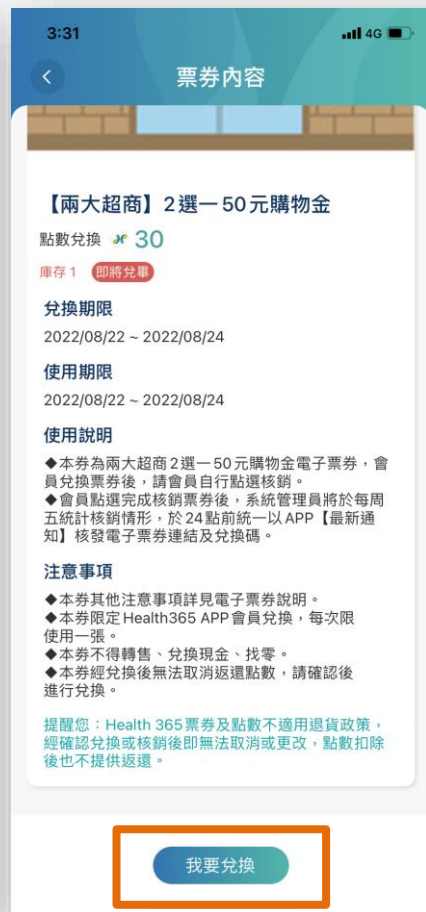 3:31
4G
票券內容
【兩大超商】2選一50元購物金
點數兌換 30
庫存 1 即將兌畢
兌換期限
2022/08/22 ~ 2022/08/24
使用期限
2022/08/22 ~ 2022/08/24
使用說明
◆本券為兩大超商2選一50元購物金電子票券，會
員兌換票券後，請會員自行點選核銷。
◆會員點選完成核銷票券後，系統管理員將於每周
五統計核銷情形，於24點前統一以APP【最新通
知】核發電子票券連結及兌換碼。
注意事項
◆本券其他注意事項詳見電子票券說明。
◆本券限定Health365 APP會員兌換，每次限
使用一張。
◆本券不得轉售、兌換現金、找零。
◆本券經兌換後無法取消返還點數，請確認後
進行兌換。
提醒您：Health 365票券及點數不適用退貨政策，
經確認兌換或核銷後即無法取消或更改，點數扣除
後也不提供返還。
我要兌換